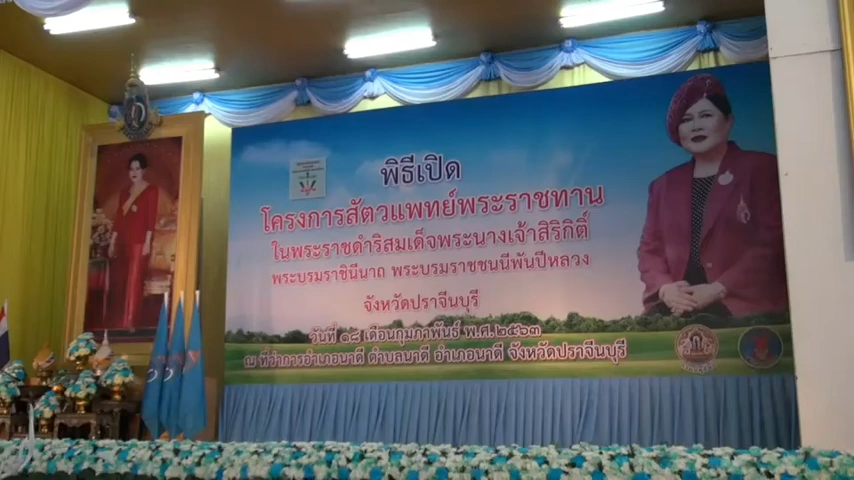 พิธีเปิด
โครงการสัตวแพทย์พระราชทาน
ในพระราชดำริสมเด็จพระนางเจ้าสิริกิติ์
พระบรมราชินีนาถ พระบรมราชชนนีพันปีหลวง
จังหวัดปราจีนบุรี
วันที่ ๑๘ เดือนกุมภาพันธ์ พ.ศ.๒๕๖๓
ณ ที่ว่าการอำเภอนาดี ตำบลนาดี อำเภอนาดี จังหวัดปราจีนบุรี